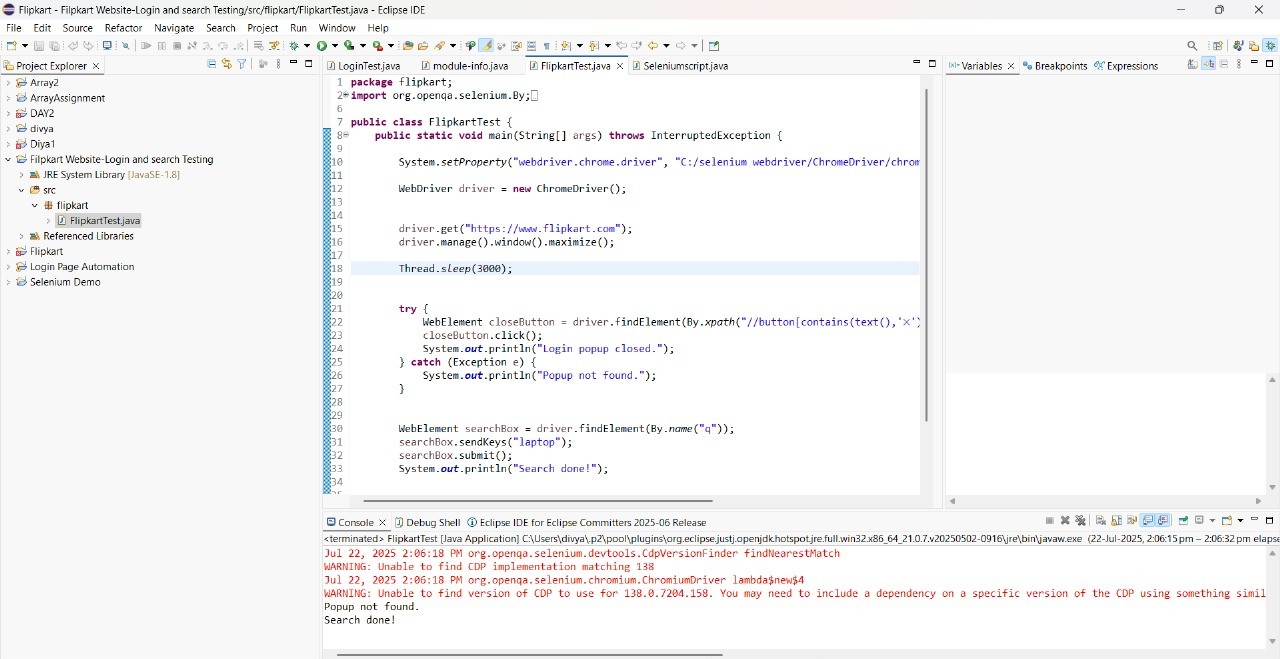 Flipkart - Filpkart Website-Login and search Testing/src/flipkart/FlipkartTest.java - Eclipse IDE
File Edit Source Refactor Navigate Search Project Run Window Help
Project Explorer
Array2
ArrayAssignment
DAY2
divya
Diya1
Filpkart Website-Login and search Testing
JRE System Library [JavaSE-1.8]
src
flipkart
FlipkartTest.java
Referenced Libraries
Flipkart
Login Page Automation
Selenium Demo
LoginTest.java module-info.java FlipkartTest.java Seleniumscript.java
1 package flipkart;
2 import org.openqa.selenium.By;
6
7 public class FlipkartTest {
8 public static void main(String[] args) throws InterruptedException {
9
10 System.setProperty("webdriver.chrome.driver", "C:/selenium webdriver/ChromeDriver/chrom
11
12 WebDriver driver = new ChromeDriver();
13
14
15 driver.get("https://www.flipkart.com");
16 driver.manage().window().maximize();
17
18 Thread.sleep(3000);
19
20
21 try {
22 WebElement closeButton = driver.findElement(By.xpath("//button[contains(text(),'✕')
23 closeButton.click();
24 System.out.println("Login popup closed.");
25 } catch (Exception e) {
26 System.out.println("Popup not found.");
27 }
28
29
30 WebElement searchBox = driver.findElement(By.name("q"));
31 searchBox.sendKeys("laptop");
32 searchBox.submit();
33 System.out.println("Search done!");
34
Variables Breakpoints Expressions
Console Debug Shell Eclipse IDE for Eclipse Committers 2025-06 Release
<terminated> FlipkartTest [Java Application] C:\Users\divya\.p2\pool\plugins\org.eclipse.justj.openjdk.hotspot.jre.full.win32.x86_64_21.0.7.v20250502-0916\jre\bin\javaw.exe (22-Jul-2025, 2:06:15 pm – 2:06:32 pm elapse
Jul 22, 2025 2:06:18 PM org.openqa.selenium.devtools.CdpVersionFinder findNearestMatch
WARNING: Unable to find CDP implementation matching 138
Jul 22, 2025 2:06:18 PM org.openqa.selenium.chromium.ChromiumDriver lambda$new$4
WARNING: Unable to find version of CDP to use for 138.0.7204.158. You may need to include a dependency on a specific version of the CDP using something simil
Popup not found.
Search done!